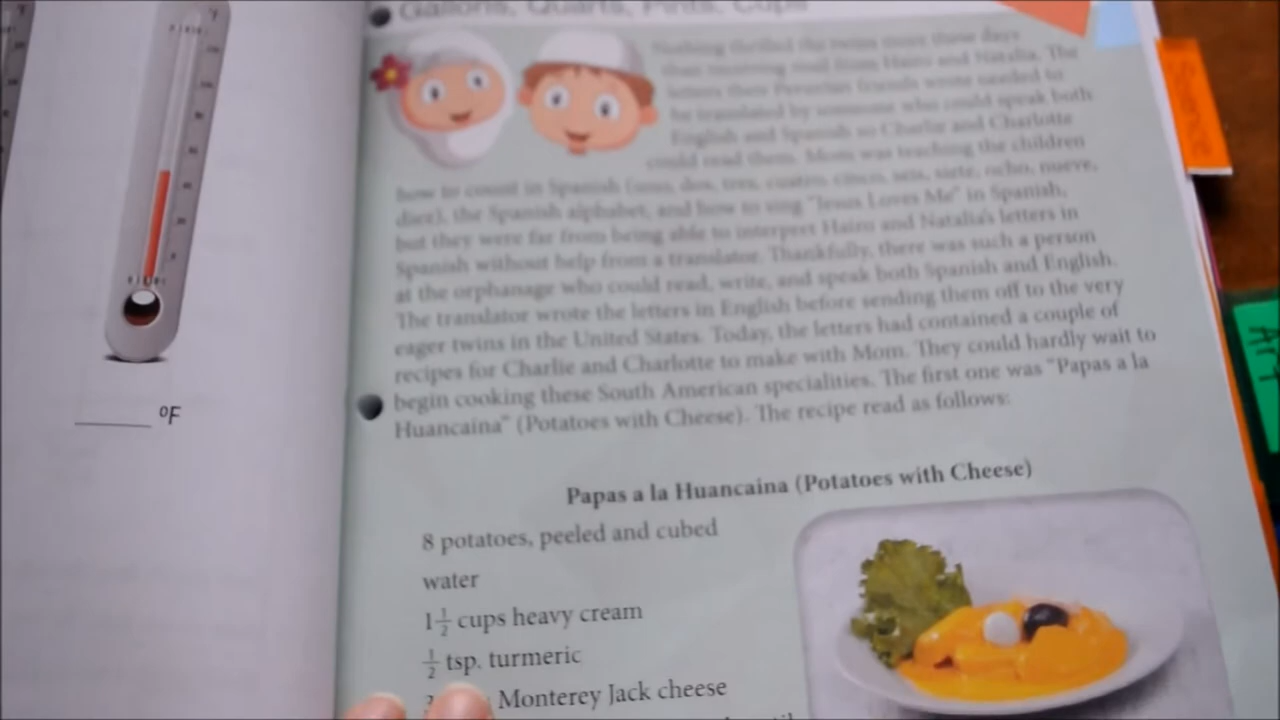 Gallons, Quarts, Pints, Cups
Nothing thrilled the twins more these days
than receiving mail from Hairo and Natalia. The
letters their Peruvian friends wrote needed to
be translated by someone who could speak both
English and Spanish so Charlie and Charlotte
could read them. Mom was teaching the children
how to count in Spanish (uno, dos, tres, cuatro, cinco, seis, siete, ocho, nueve,
diez), the Spanish alphabet, and how to sing "Jesus Loves Me" in Spanish,
but they were far from being able to interpret Hairo and Natalia's letters in
Spanish without help from a translator. Thankfully, there was such a person
at the orphanage who could read, write, and speak both Spanish and English.
The translator wrote the letters in English before sending them off to the very
eager twins in the United States. Today, the letters had contained a couple of
recipes for Charlie and Charlotte to make with Mom. They could hardly wait to
begin cooking these South American specialities. The first one was "Papas a la
Huancaina" (Potatoes with Cheese). The recipe read as follows:
Papas a la Huancaina (Potatoes with Cheese)
8 potatoes, peeled and cubed
water
1 1/2 cups heavy cream
1/2 tsp. turmeric
Monterey Jack cheese
°F
Science